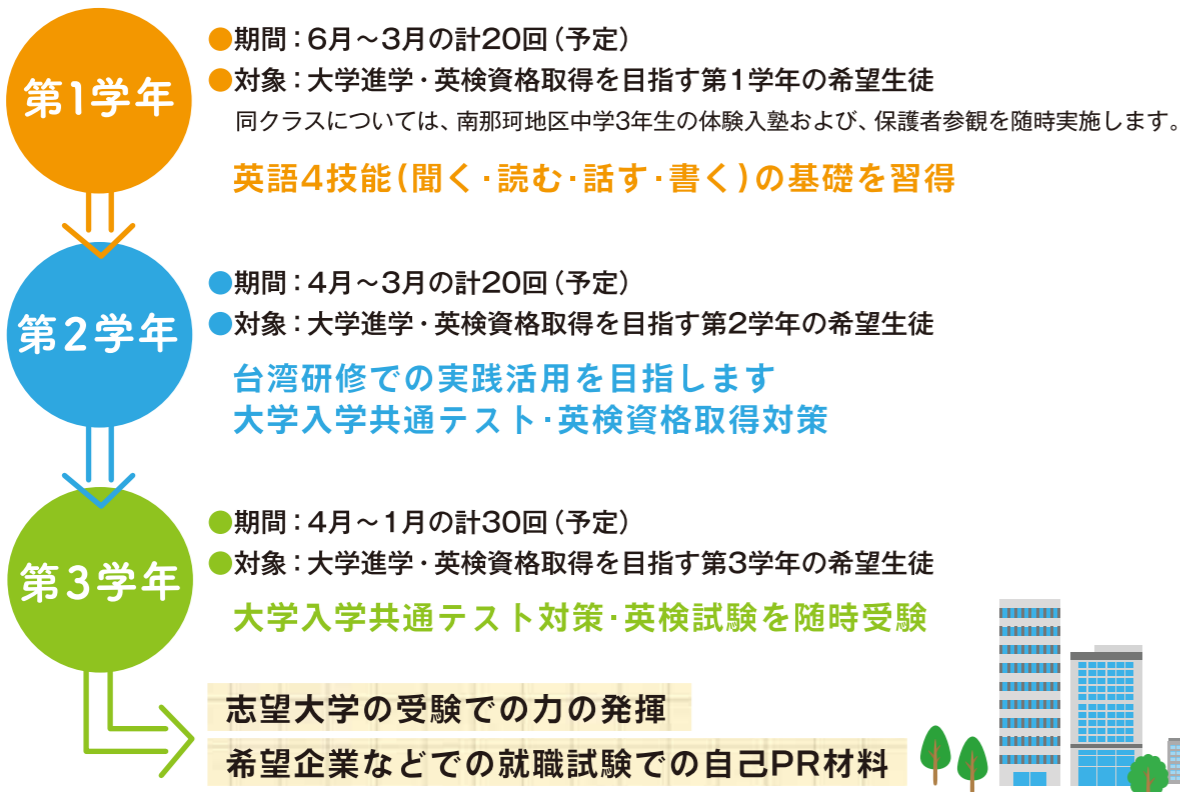 第1学年
●期間：6月～3月の計20回（予定）
●対象：大学進学・英検資格取得を目指す第1学年の希望生徒
同クラスについては、南那珂地区中学3年生の体験入塾および、保護者参観を随時実施します。
英語4技能（聞く・読む・話す・書く）の基礎を習得
第2学年
●期間：4月～3月の計20回（予定）
●対象：大学進学・英検資格取得を目指す第2学年の希望生徒
台湾研修での実践活用を目指します
大学入学共通テスト・英検資格取得対策
第3学年
●期間：4月～1月の計30回（予定）
●対象：大学進学・英検資格取得を目指す第3学年の希望生徒
大学入学共通テスト対策・英検試験を随時受験
志望大学の受験での力の発揮
希望企業などでの就職試験での自己PR材料